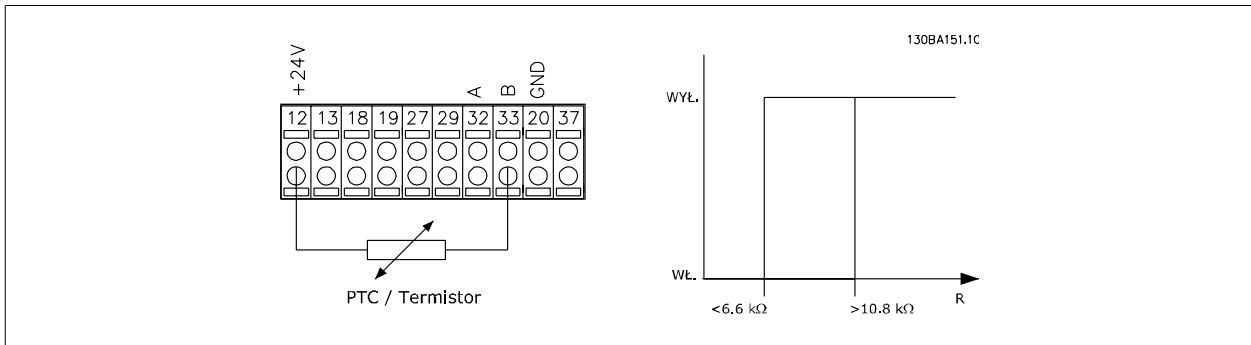 130BA151.10
+24V
A
B
GND
12 13 18 19 27 29 32 33 20 37
PTC / Termistor
WYŁ.
WŁ.
<6.6 kΩ
>10.8 kΩ
R